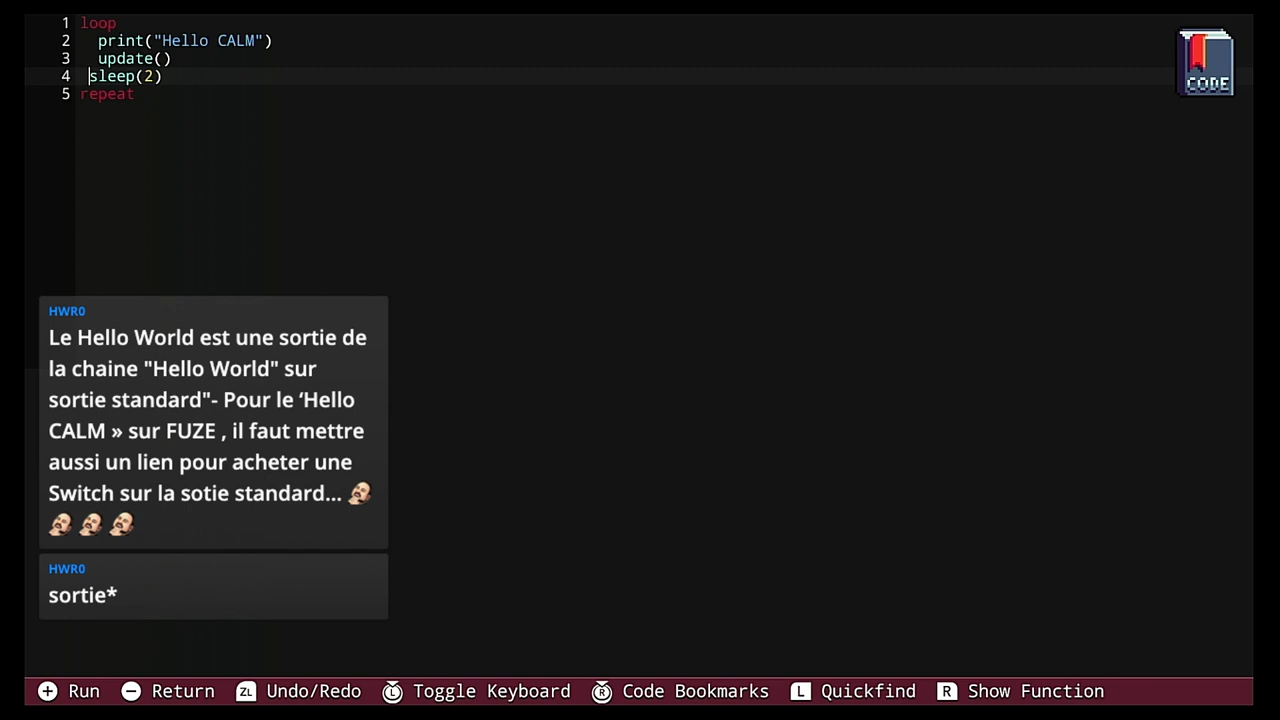 1 loop
2 print("Hello CALM")
3 update()
4 sleep(2)
5 repeat
CODE
HWR0
Le Hello World est une sortie de
la chaine "Hello World" sur
sortie standard"- Pour le ‘Hello
CALM » sur FUZE , il faut mettre
aussi un lien pour acheter une
Switch sur la sotie standard...
HWR0
sortie*
+ Run - Return ZL Undo/Redo L Toggle Keyboard R Code Bookmarks L Quickfind R Show Function